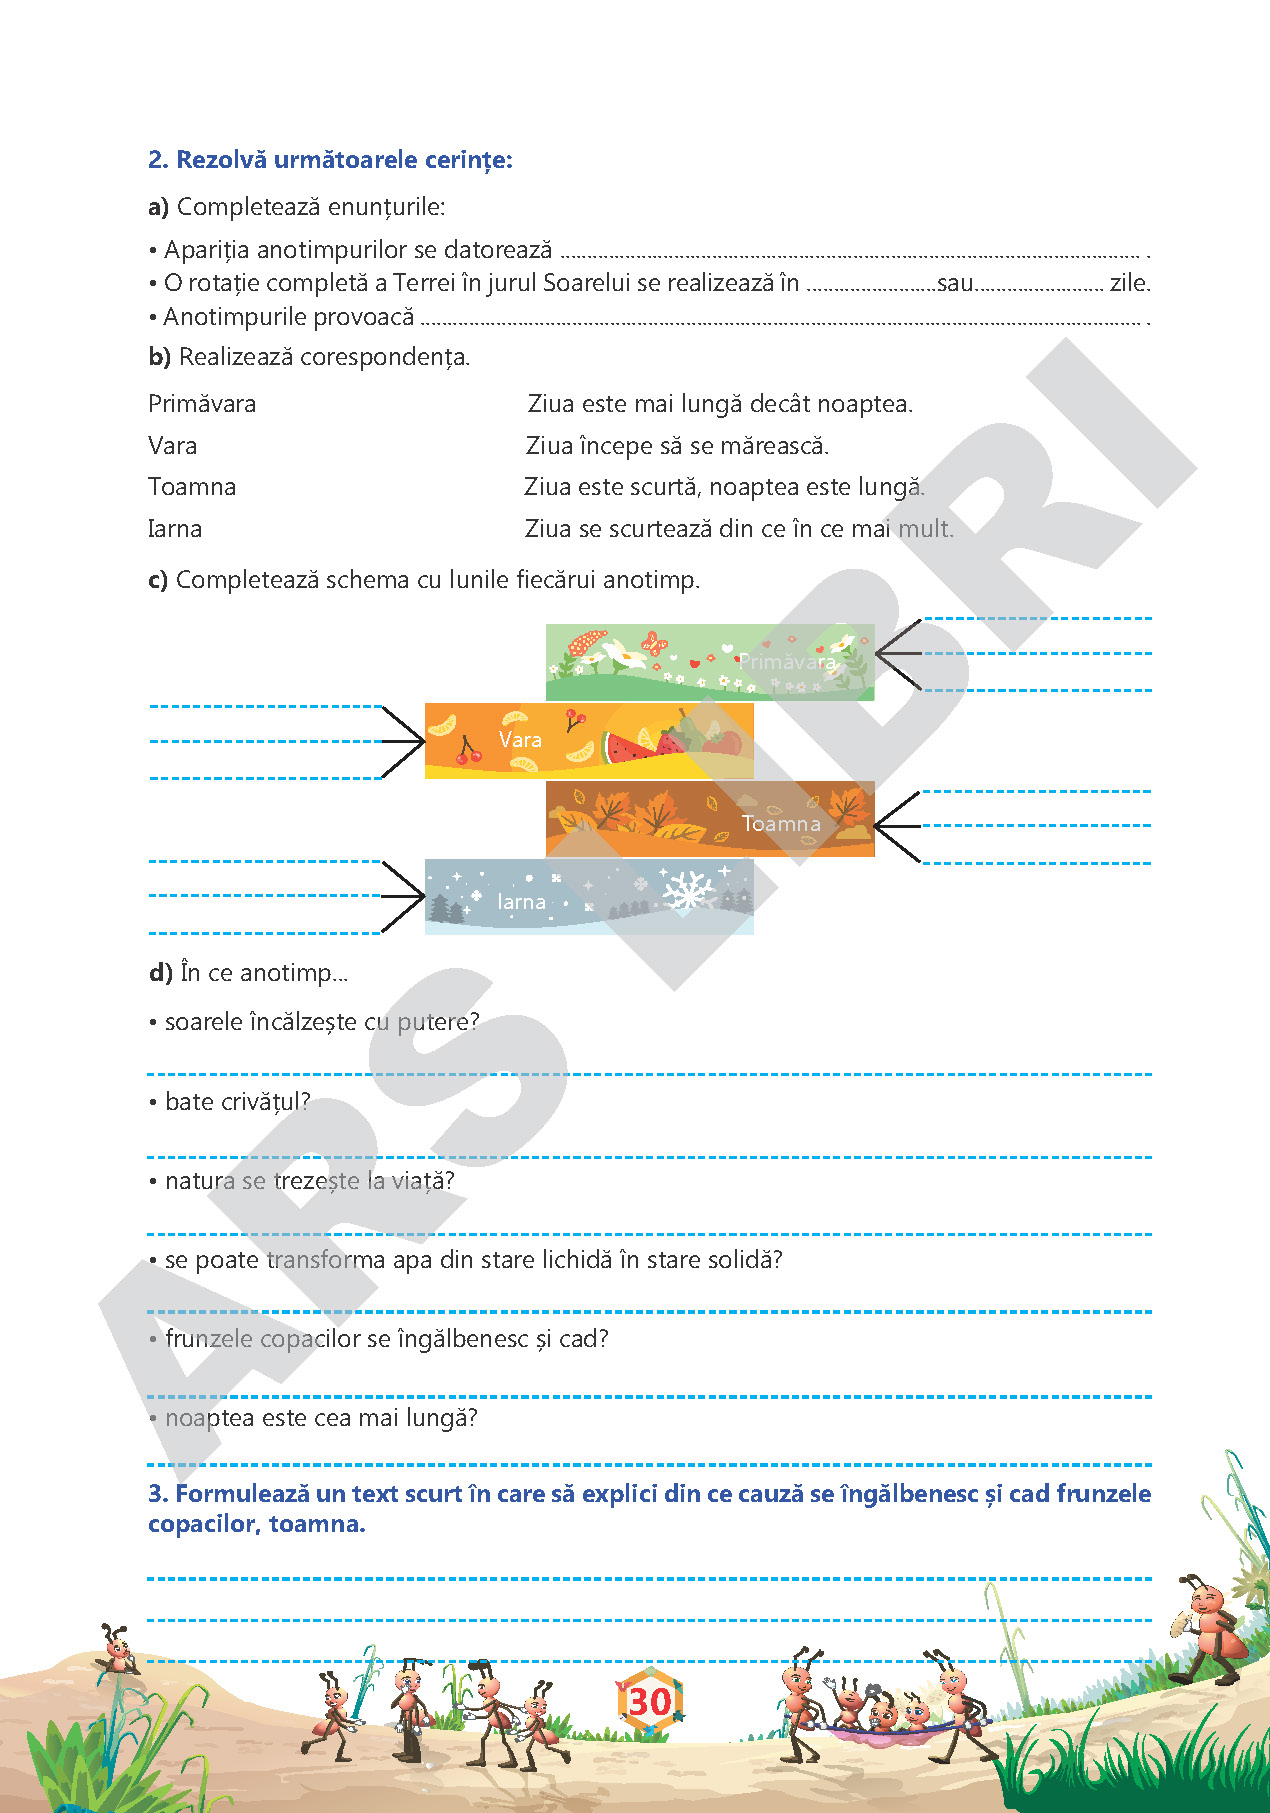 2. Rezolvă următoarele cerințe:
a) Completează enunțurile:
• Apariția anotimpurilor se datorează .......................................................................................................... .
• O rotație completă a Terrei în jurul Soarelui se realizează în ........................sau........................ zile.
• Anotimpurile provoacă .................................................................................................................................... .
b) Realizează corespondența.
Primăvara Ziua este mai lungă decât noaptea.
Vara Ziua începe să se mărească.
Toamna Ziua este scurtă, noaptea este lungă.
Iarna Ziua se scurtează din ce în ce mai mult.
c) Completează schema cu lunile fiecărui anotimp.
Primăvara
Vara
Toamna
Iarna
d) În ce anotimp...
• soarele încălzește cu putere?
• bate crivățul?
• natura se trezește la viață?
• se poate transforma apa din stare lichidă în stare solidă?
• frunzele copacilor se îngălbenesc și cad?
• noaptea este cea mai lungă?
3. Formulează un text scurt în care să explici din ce cauză se îngălbenesc și cad frunzele
copacilor, toamna.
30
ARS LIBRI